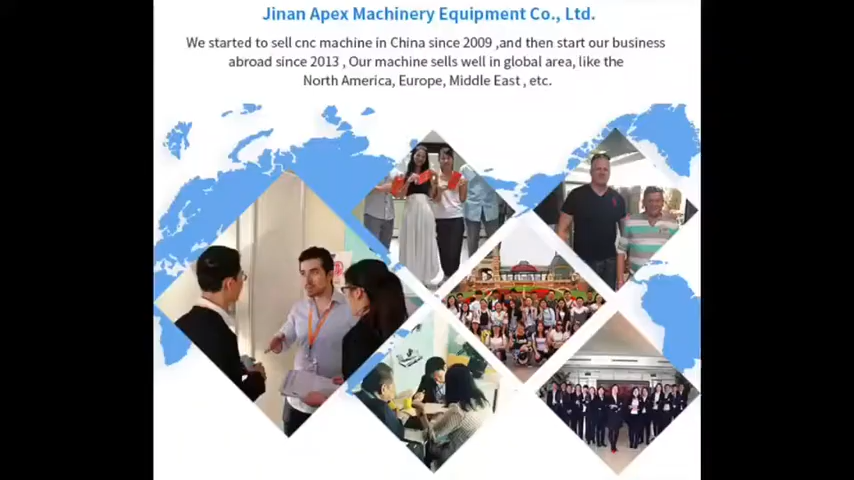 Jinan Apex Machinery Equipment Co., Ltd.
We started to sell cnc machine in China since 2009 ,and then start our business
abroad since 2013 , Our machine sells well in global area, like the
North America, Europe, Middle East , etc.